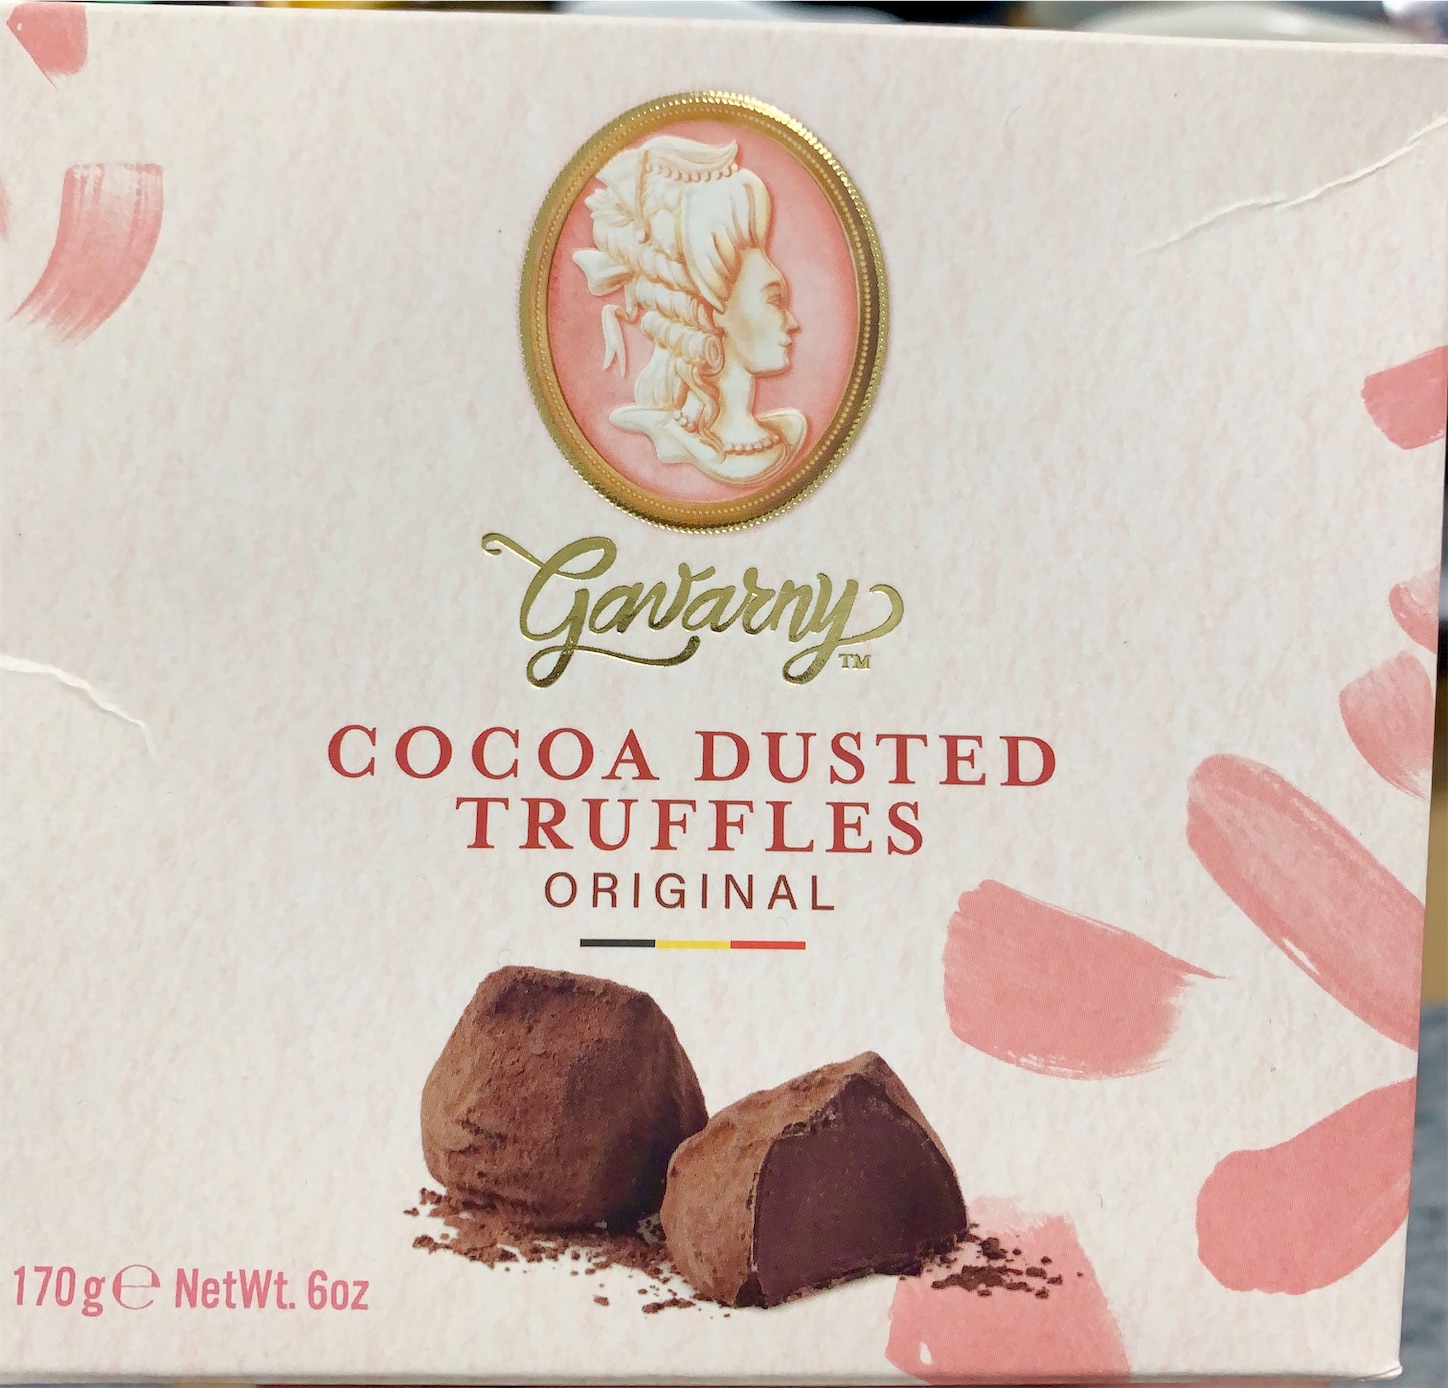 Gavarny
TM
COCOA DUSTED
TRUFFLES
ORIGINAL
170g℮ NetWt. 6oz